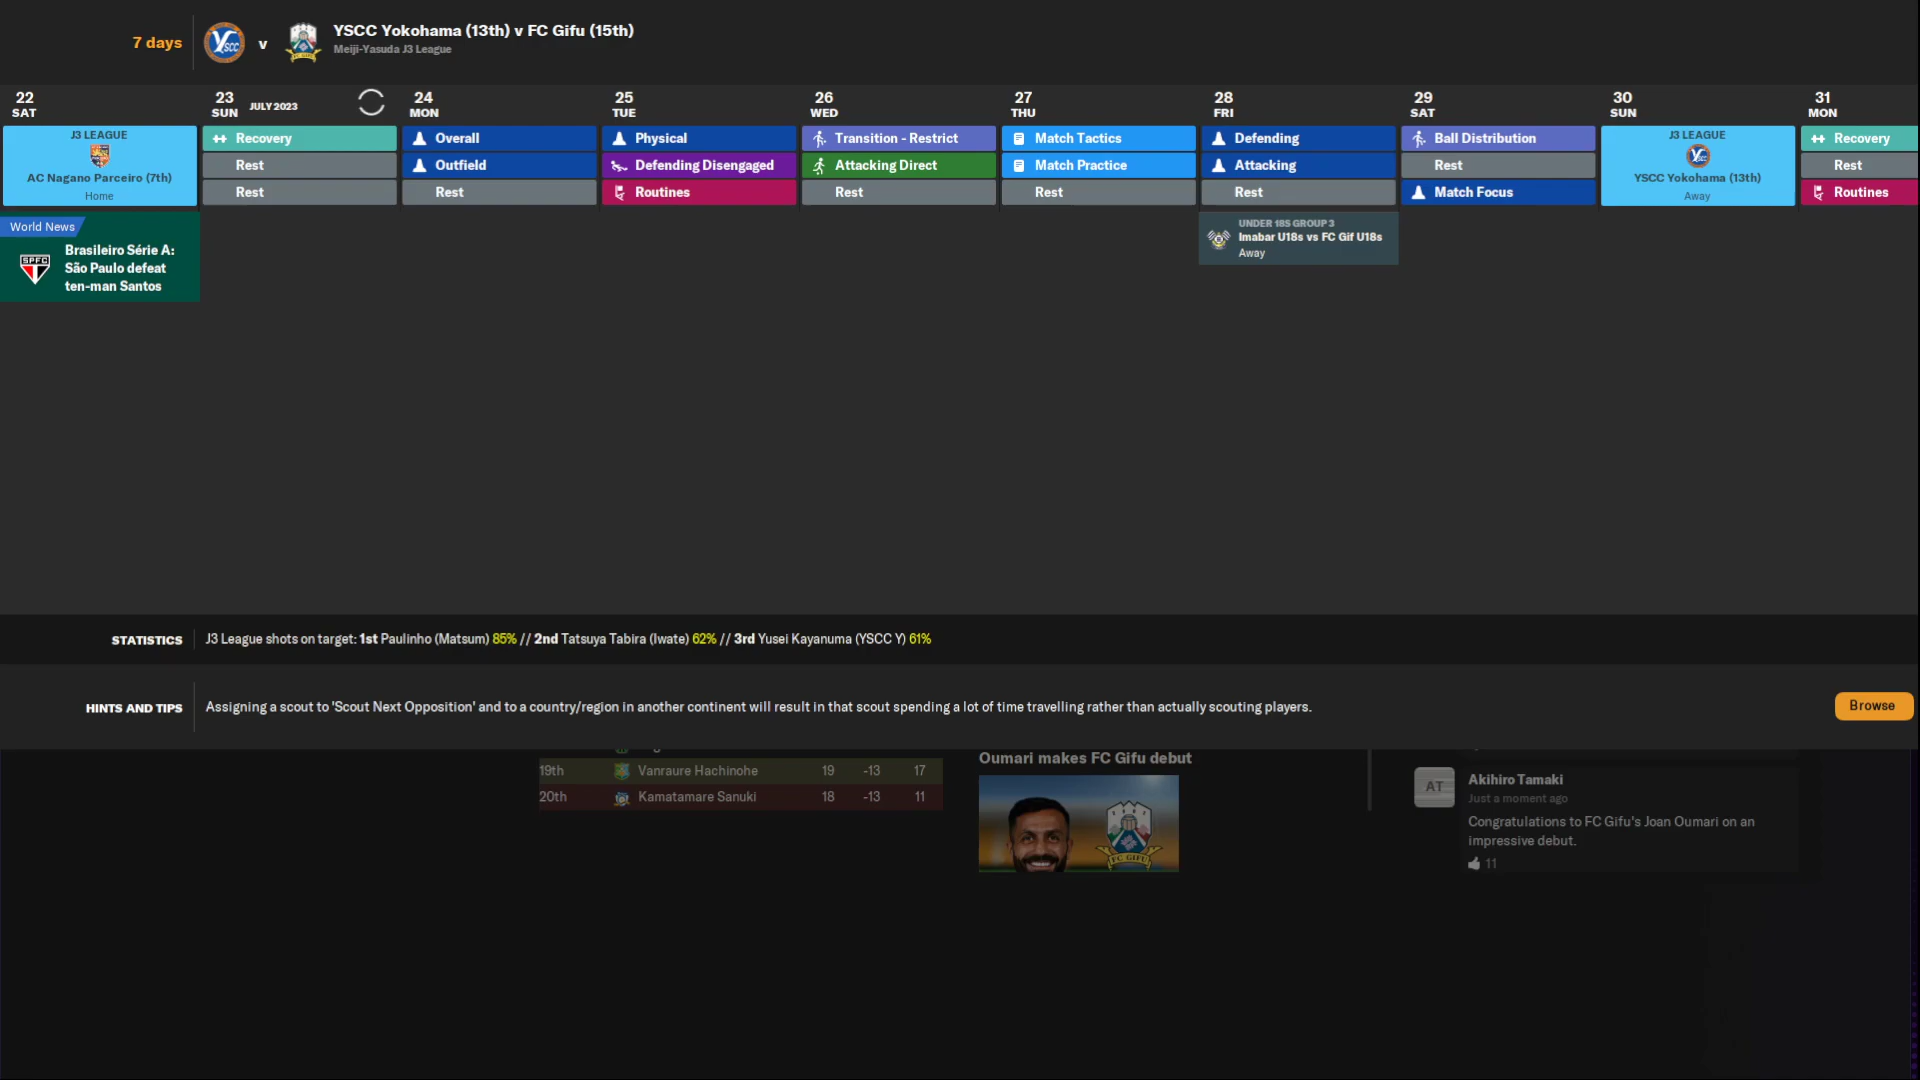 7 days
v
YSCC Yokohama (13th) v FC Gifu (15th)
Meiji-Yasuda J3 League
22
SAT
23
SUN JULY 2023
24
MON
25
TUE
26
WED
27
THU
28
FRI
29
SAT
30
SUN
31
MON
J3 LEAGUE
AC Nagano Parceiro (7th)
Home
Recovery
Rest
Rest
Overall
Outfield
Rest
Physical
Defending Disengaged
Routines
Transition - Restrict
Attacking Direct
Rest
Match Tactics
Match Practice
Rest
Defending
Attacking
Rest
Ball Distribution
Rest
Match Focus
J3 LEAGUE
YSCC Yokohama (13th)
Away
Recovery
Rest
Routines
World News
SPFC
Brasileiro Série A:
São Paulo defeat
ten-man Santos
UNDER 18S GROUP 3
Imabar U18s vs FC Gif U18s
Away
STATISTICS
J3 League shots on target: 1st Paulinho (Matsum) 85% // 2nd Tatsuya Tabira (Iwate) 62% // 3rd Yusei Kayanuma (YSCC Y) 61%
HINTS AND TIPS
Assigning a scout to 'Scout Next Opposition' and to a country/region in another continent will result in that scout spending a lot of time travelling rather than actually scouting players.
Browse
19th Vanraure Hachinohe 19 -13 17
20th Kamatamare Sanuki 18 -13 11
Oumari makes FC Gifu debut
FC GIFU
AT
Akihiro Tamaki
Just a moment ago
Congratulations to FC Gifu's Joan Oumari on an
impressive debut.
11